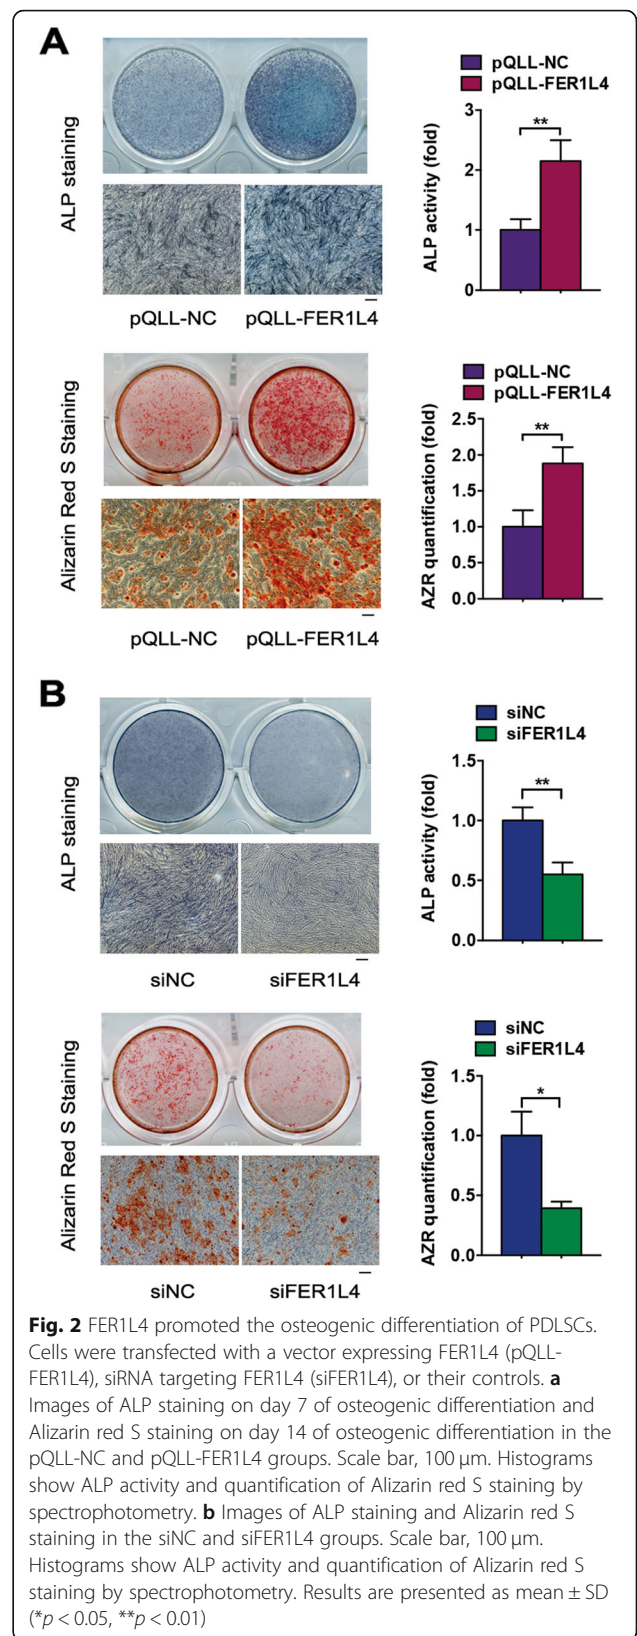 A
ALP staining
pQLL-NC pQLL-FER1L4
pQLL-NC
pQLL-FER1L4
ALP activity (fold)
3
2
1
0
**
Alizarin Red S Staining
pQLL-NC pQLL-FER1L4
pQLL-NC
pQLL-FER1L4
AZR quantification (fold)
2.5
2.0
1.5
1.0
0.5
0.0
**
B
ALP staining
siNC siFER1L4
siNC
siFER1L4
ALP activity (fold)
1.5
1.0
0.5
0.0
**
Alizarin Red S Staining
siNC siFER1L4
siNC
siFER1L4
AZR quantification (fold)
1.5
1.0
0.5
0.0
*
Fig. 2 FER1L4 promoted the osteogenic differentiation of PDLSCs.
Cells were transfected with a vector expressing FER1L4 (pQLL-
FER1L4), siRNA targeting FER1L4 (siFER1L4), or their controls. a
Images of ALP staining on day 7 of osteogenic differentiation and
Alizarin red S staining on day 14 of osteogenic differentiation in the
pQLL-NC and pQLL-FER1L4 groups. Scale bar, 100 μm. Histograms
show ALP activity and quantification of Alizarin red S staining by
spectrophotometry. b Images of ALP staining and Alizarin red S
staining in the siNC and siFER1L4 groups. Scale bar, 100 μm.
Histograms show ALP activity and quantification of Alizarin red S
staining by spectrophotometry. Results are presented as mean ± SD
(*p < 0.05, **p < 0.01)